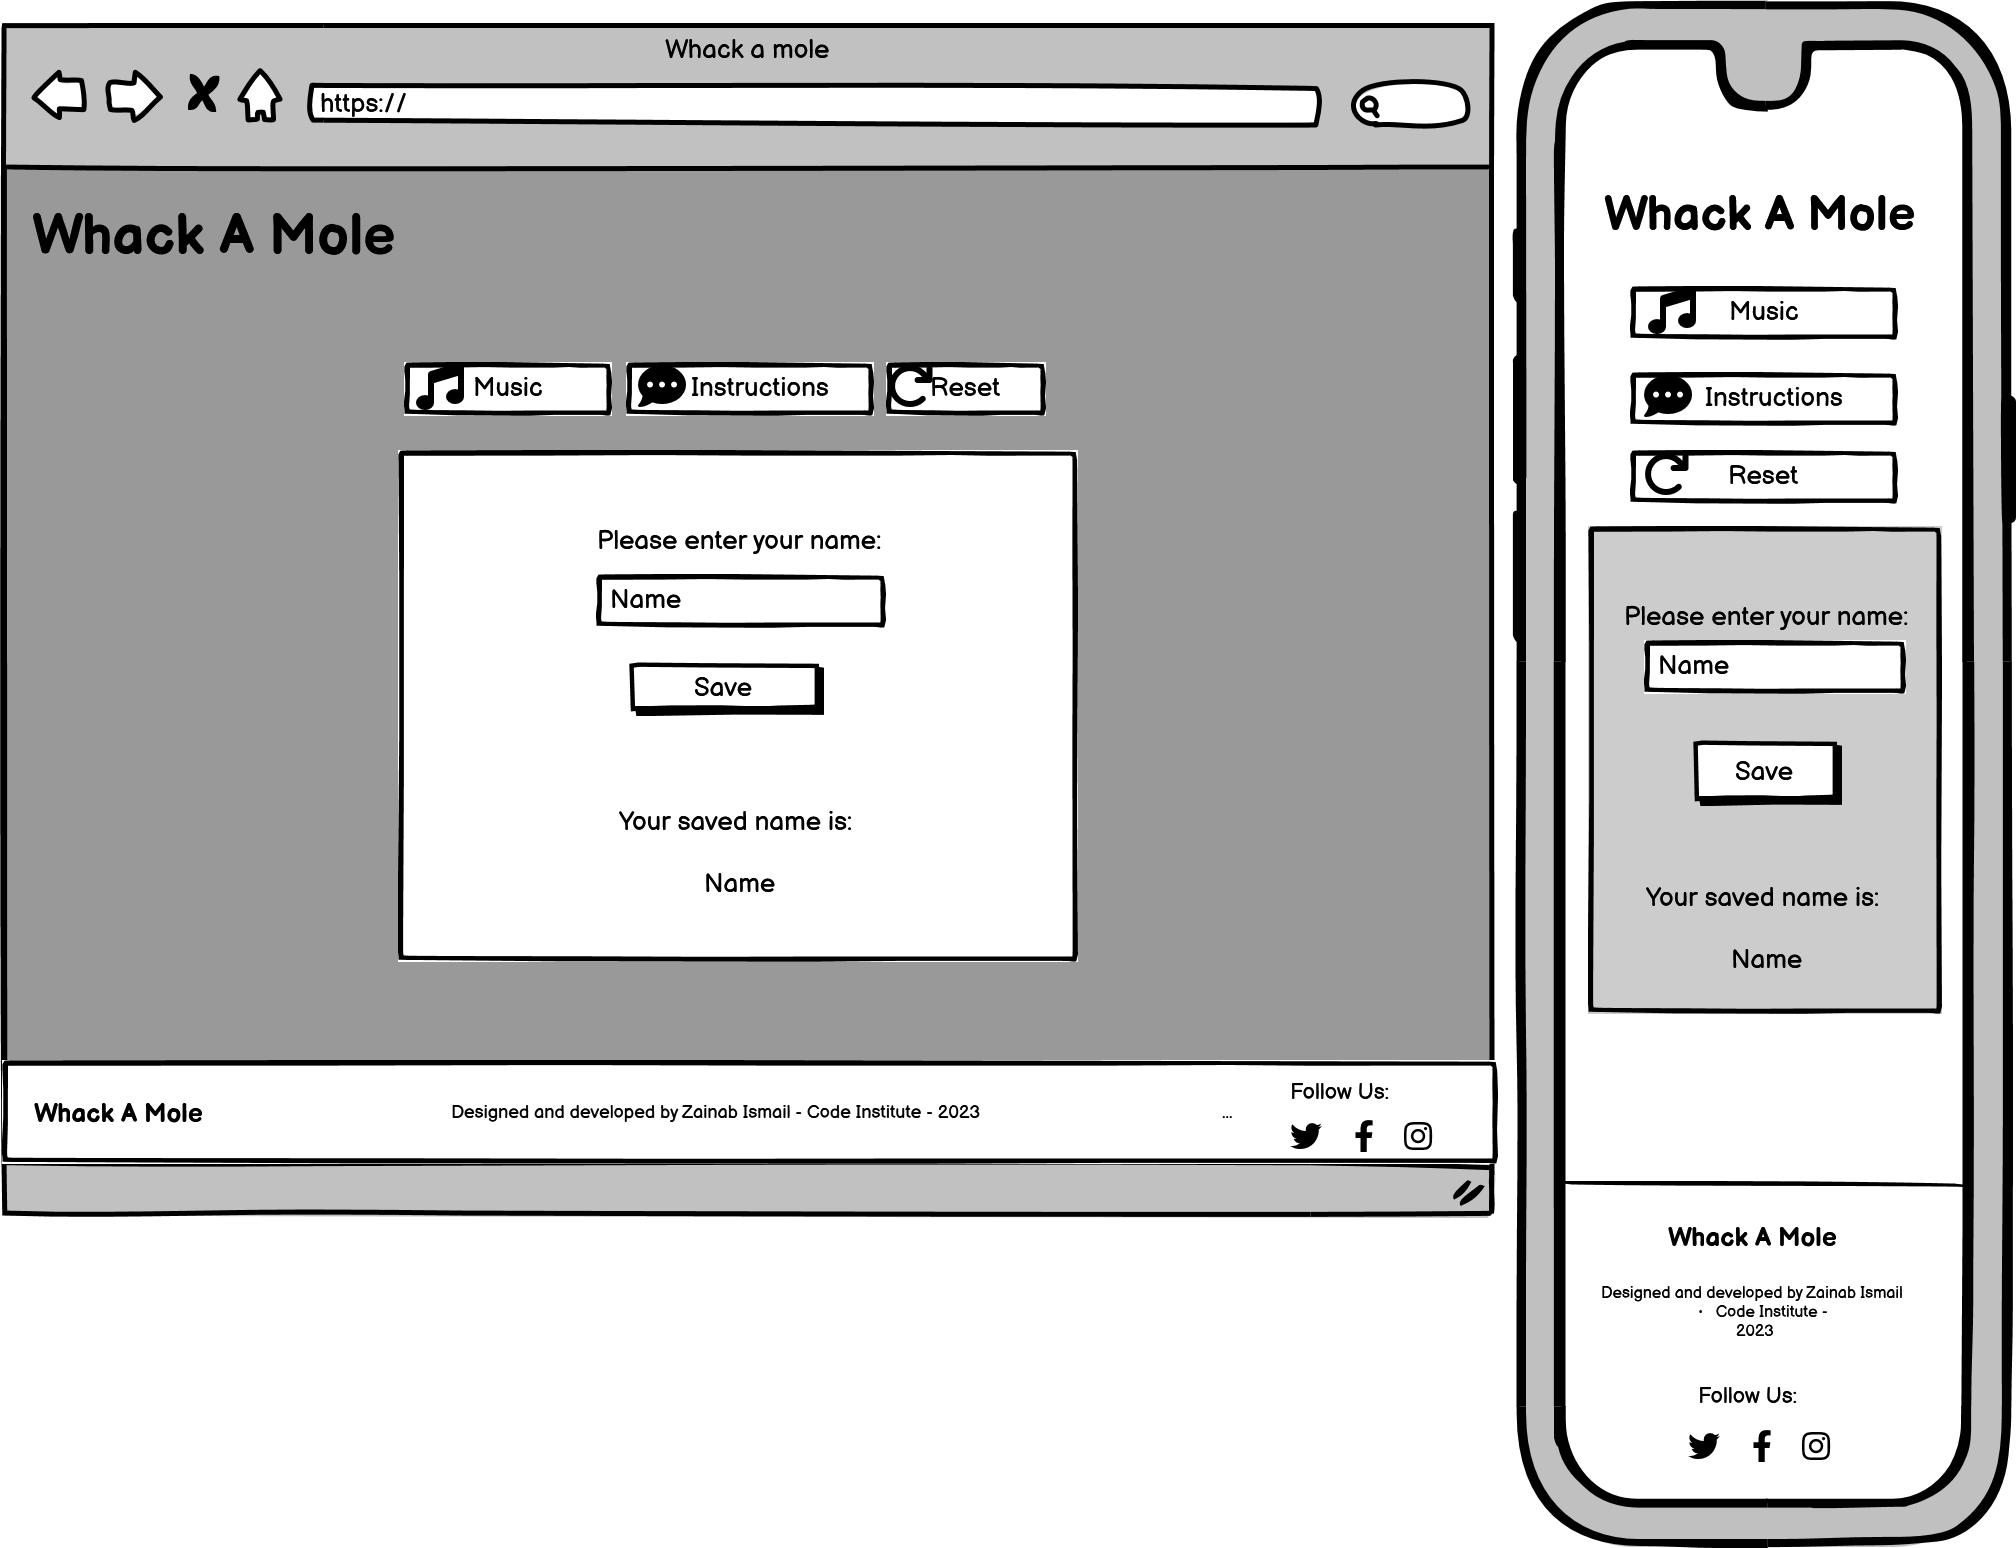 Whack a mole
https://
Whack A Mole
Music
Instructions
Reset
Please enter your name:
Name
Save
Your saved name is:
Name
Whack A Mole
Designed and developed by Zainab Ismail - Code Institute - 2023
...
Follow Us:
Whack A Mole
Music
Instructions
Reset
Please enter your name:
Name
Save
Your saved name is:
Name
Whack A Mole
Designed and developed by Zainab Ismail
· Code Institute -
2023
Follow Us: